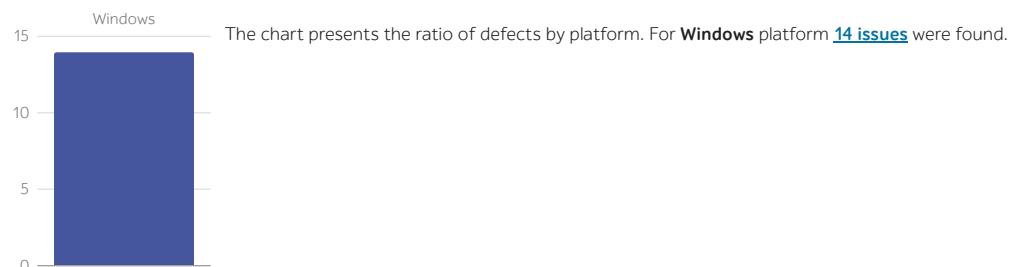 Windows
15
The chart presents the ratio of defects by platform. For Windows platform 14 issues were found.
10
5
0